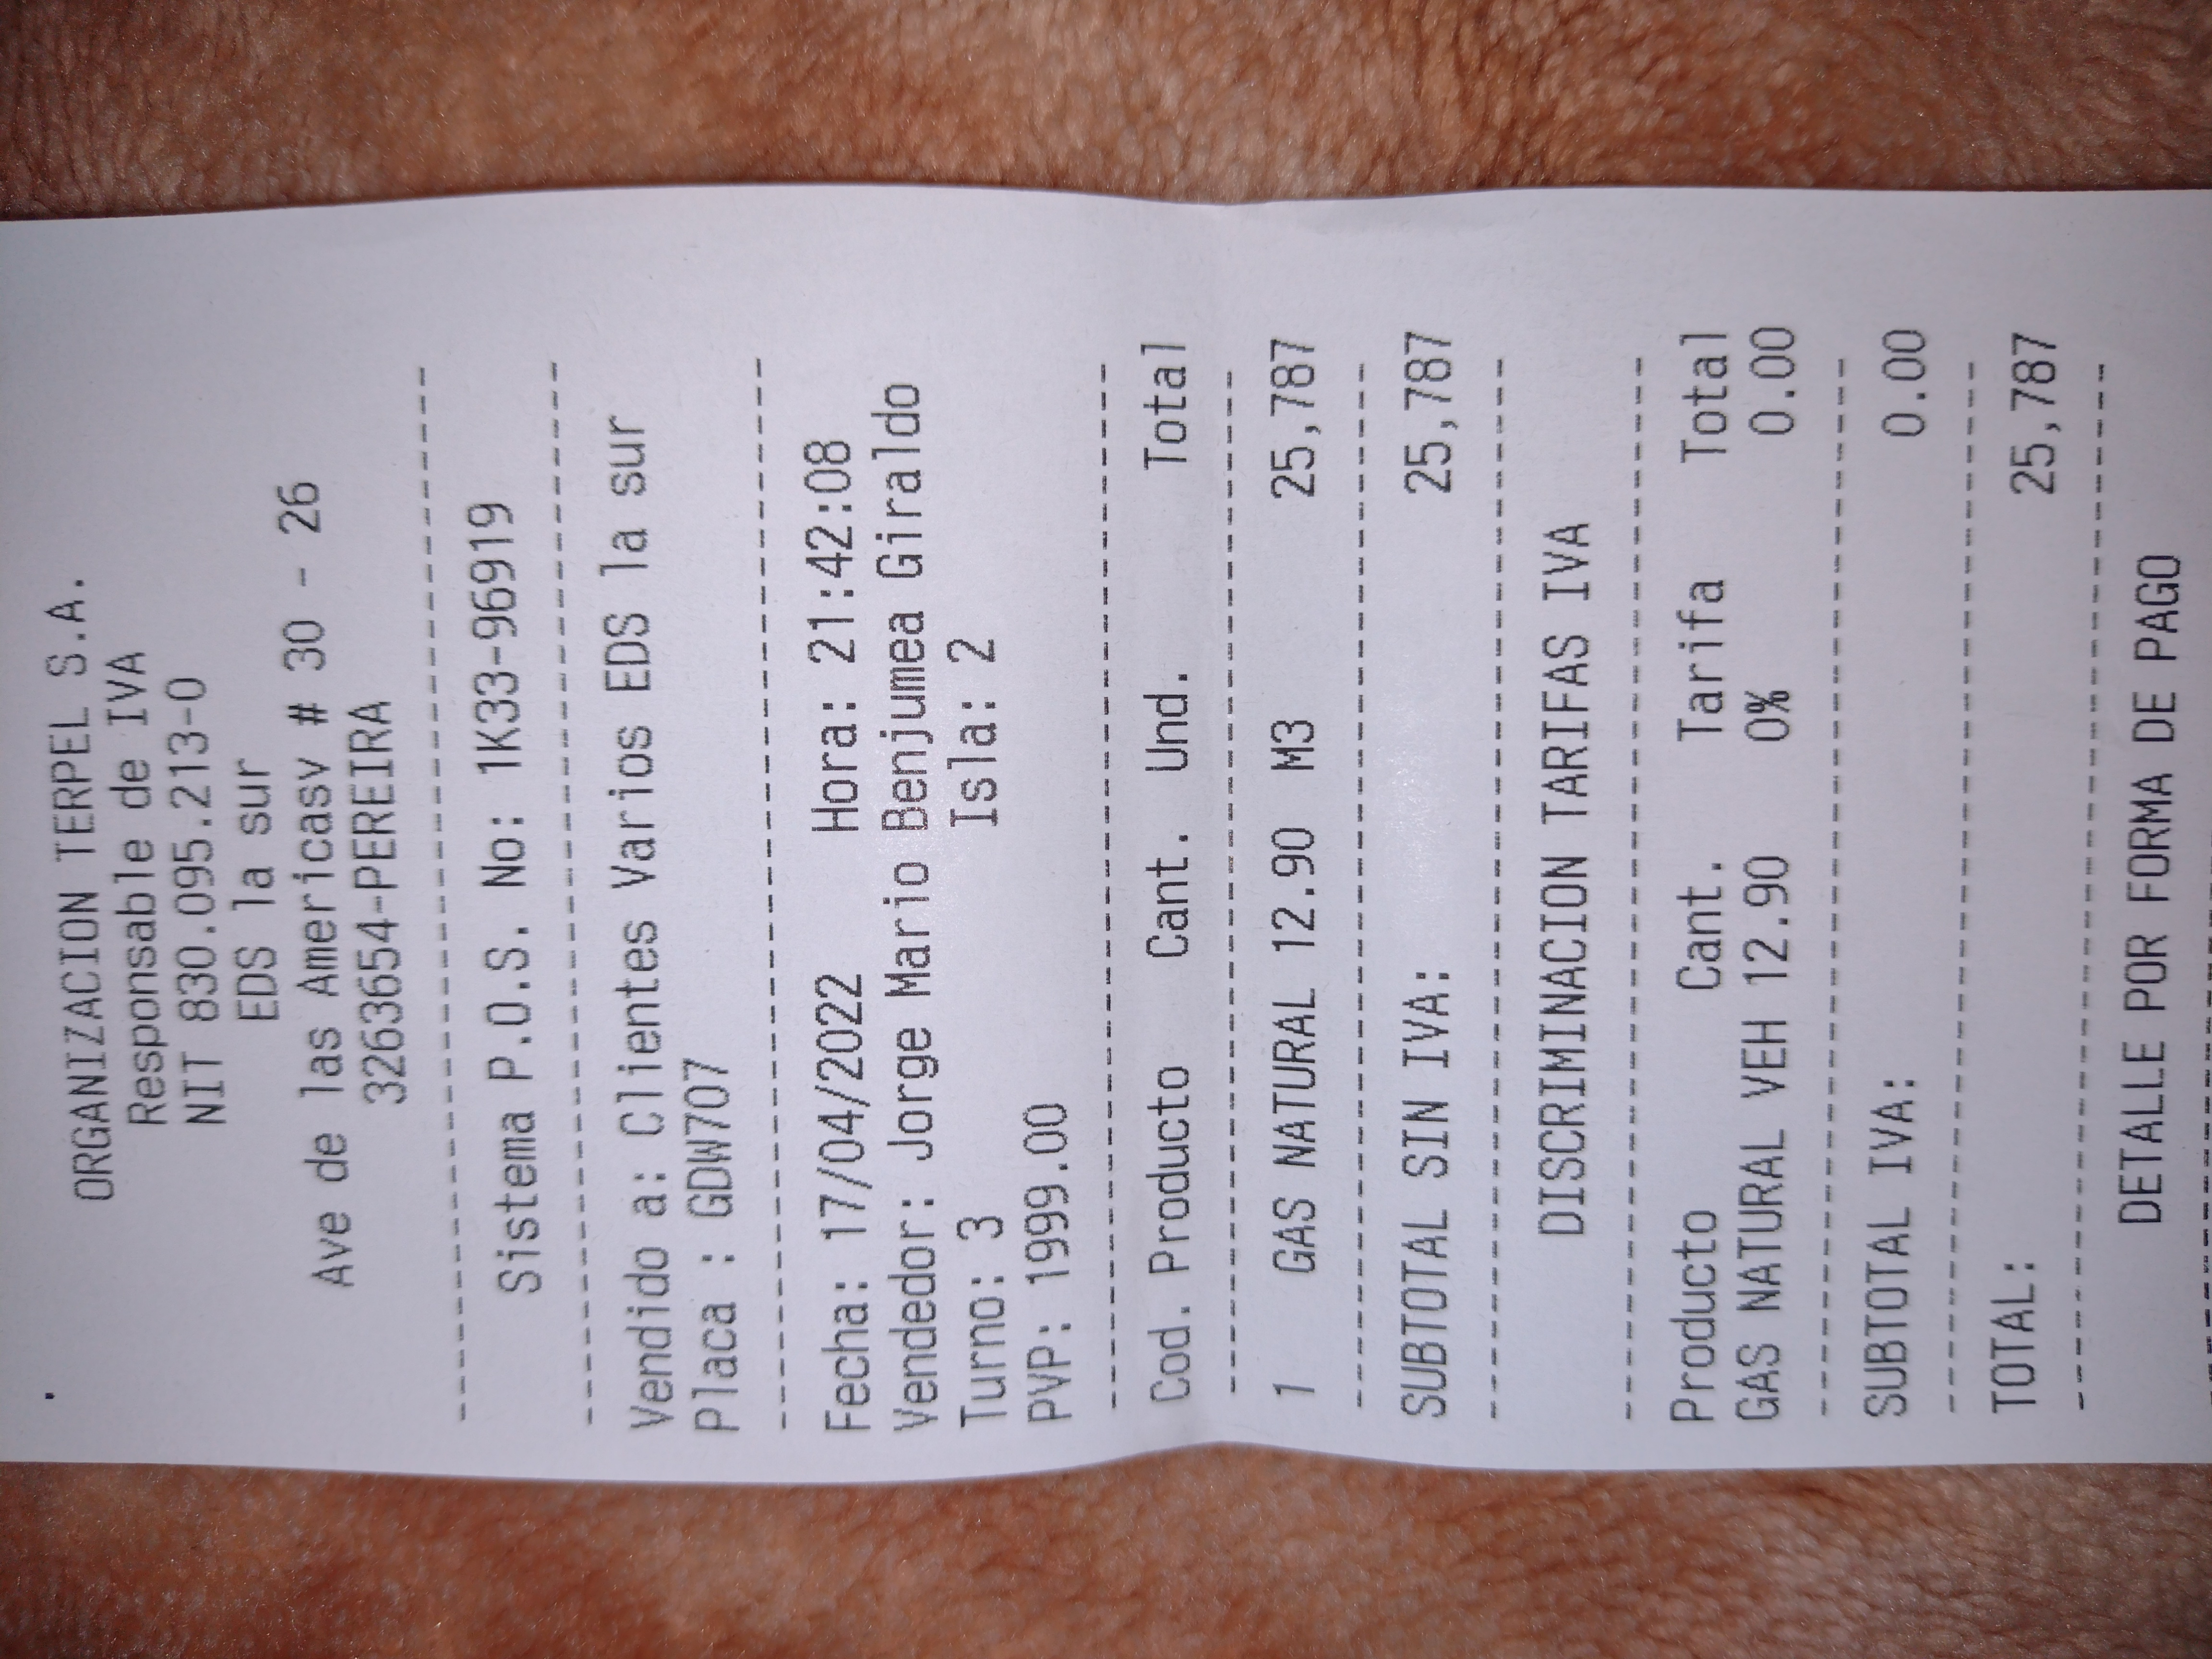 ORGANIZACION TERPEL S.A.
Responsable de IVA
NIT 830.095.213-0
EDS la sur
Ave de las Americasv # 30 - 26
3263654-PEREIRA
Sistema P.O.S. No: 1K33-96919
Vendido a: Clientes Varios EDS la sur
Placa : GDW707
Fecha: 17/04/2022 Hora: 21:42:08
Vendedor: Jorge Mario Benjumea Giraldo
Turno: 3 Isla: 2
PVP: 1999.00
Cod. Producto Cant. Und. Total
1 GAS NATURAL 12.90 M3 25,787
SUBTOTAL SIN IVA: 25,787
DISCRIMINACION TARIFAS IVA
Producto Cant. Tarifa Total
GAS NATURAL VEH 12.90 0% 0.00
SUBTOTAL IVA: 0.00
TOTAL: 25,787
DETALLE POR FORMA DE PAGO